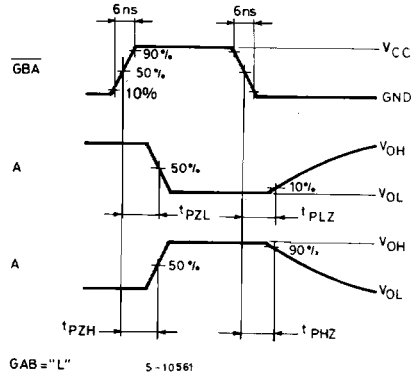 6ns 6ns
GBA
90%
50%
10%
VCC
GND
A
50%
10%
VOH
VOL
tPZL tPLZ
A
50%
90%
VOH
VOL
tPZH tPHZ
GAB="L" S-10561